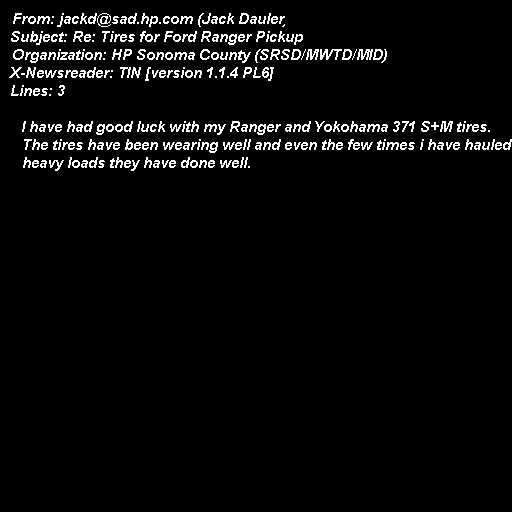 From: jackd@sad.hp.com (Jack Dauler)
Subject: Re: Tires for Ford Ranger Pickup
Organization: HP Sonoma County (SRSD/MWTD/MID)
X-Newsreader: TIN [version 1.1.4 PL6]
Lines: 3

I have had good luck with my Ranger and Yokohama 371 S+M tires.
The tires have been wearing well and even the few times i have hauled
heavy loads they have done well.